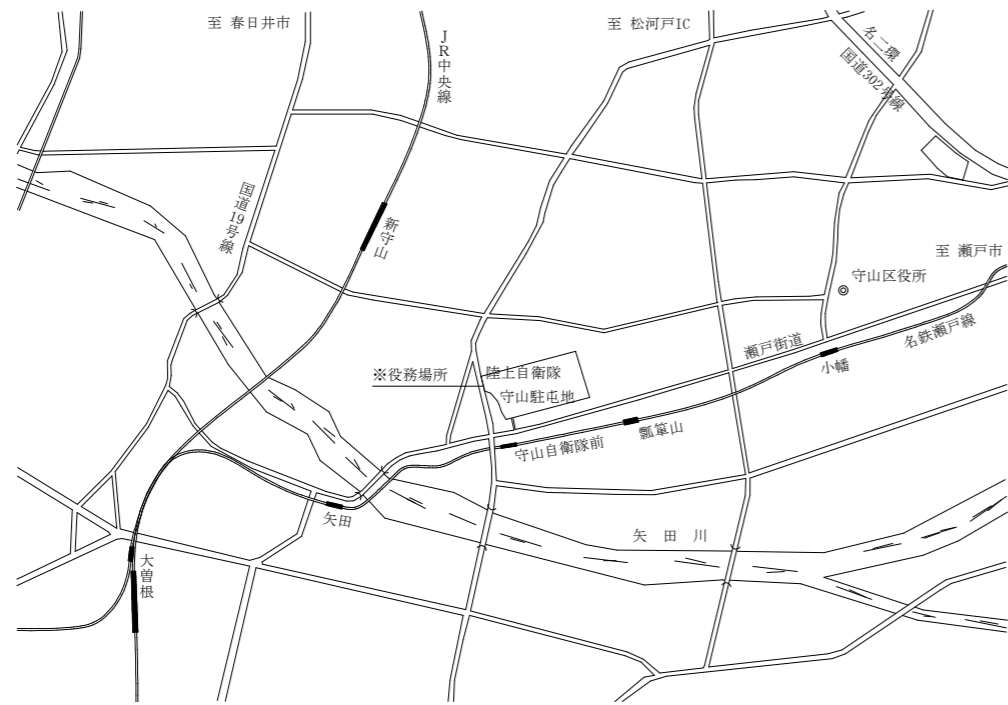 至 春日井市
至 松河戸IC
JR中央線
名二環
国道302号線
国道19号線
新守山
至 瀬戸市
守山区役所
瀬戸街道
名鉄瀬戸線
小幡
※役務場所
陸上自衛隊
守山駐屯地
瓢箪山
守山自衛隊前
矢田
矢 田 川
大曽根